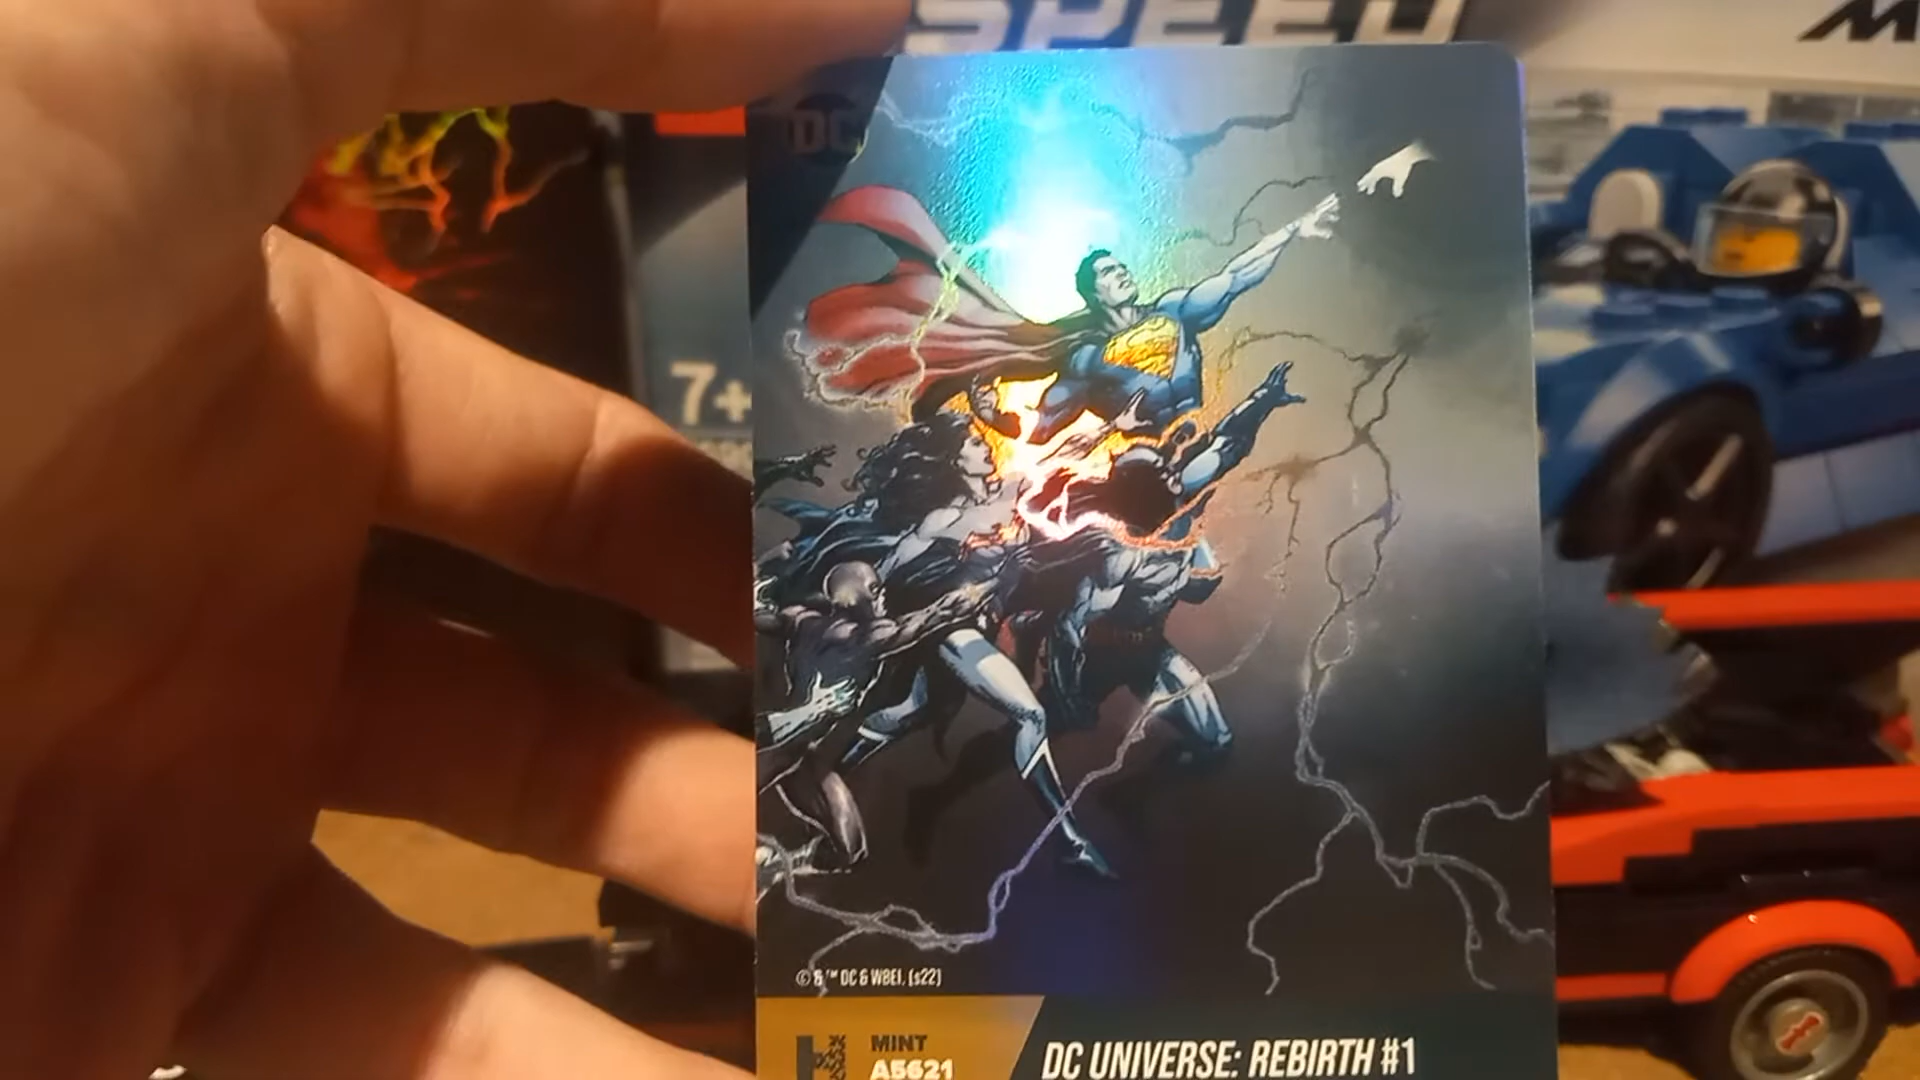 SPEED
M
DC
7+
© & ™ DC & WBEI. (s22)
MINT
A5621
DC UNIVERSE: REBIRTH #1